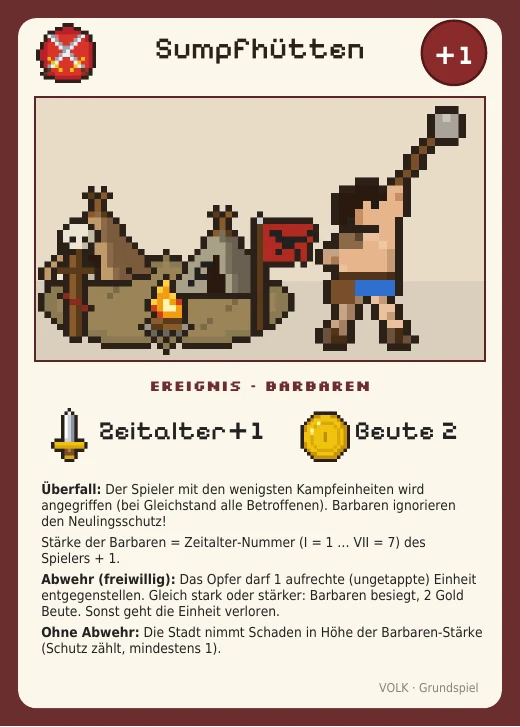 Sumpfhütten
+1
EREIGNIS · BARBAREN
Zeitalter+1
Beute 2
Überfall: Der Spieler mit den wenigsten Kampfeinheiten wird
angegriffen (bei Gleichstand alle Betroffenen). Barbaren ignorieren
den Neulingsschutz!
Stärke der Barbaren = Zeitalter-Nummer (I = 1 … VII = 7) des
Spielers + 1.
Abwehr (freiwillig): Das Opfer darf 1 aufrechte (ungetappte) Einheit
entgegenstellen. Gleich stark oder stärker: Barbaren besiegt, 2 Gold
Beute. Sonst geht die Einheit verloren.
Ohne Abwehr: Die Stadt nimmt Schaden in Höhe der Barbaren-Stärke
(Schutz zählt, mindestens 1).
VOLK · Grundspiel